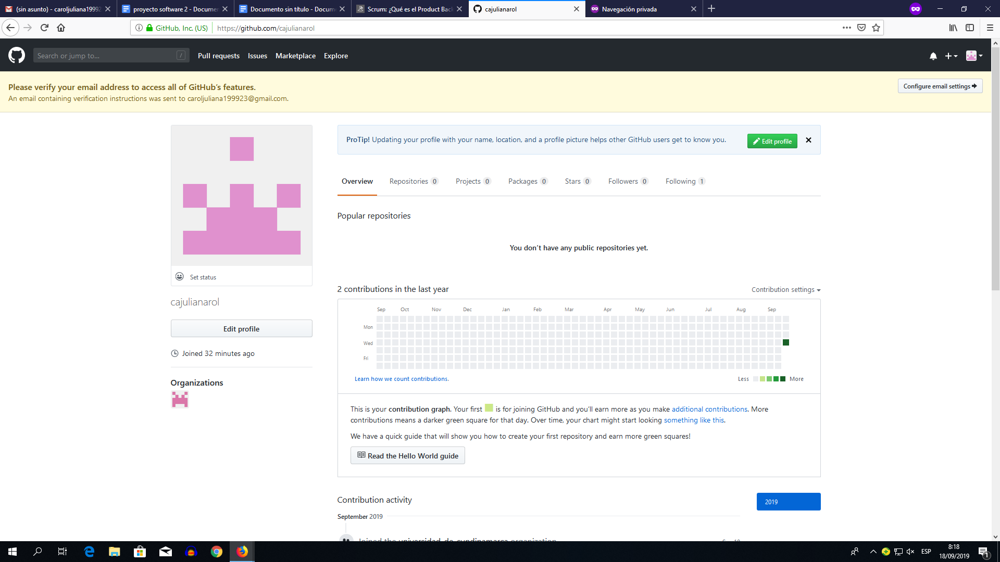 (sin asunto) - caroljuliana19992
proyecto software 2 - Documen
Documento sin título - Docum
Scrum: ¿Qué es el Product Back
cajulianarol
Navegación privada
GitHub, Inc. (US)
https://github.com/cajulianarol
Search or jump to...
/
Pull requests
Issues
Marketplace
Explore
Please verify your email address to access all of GitHub's features.
An email containing verification instructions was sent to caroljuliana199923@gmail.com.
Configure email settings
ProTip! Updating your profile with your name, location, and a profile picture helps other GitHub users get to know you.
Edit profile
Overview
Repositories 0
Projects 0
Packages 0
Stars 0
Followers 0
Following 1
Popular repositories
You don't have any public repositories yet.
Set status
cajulianarol
Edit profile
Joined 32 minutes ago
Organizations
2 contributions in the last year
Contribution settings
Sep Oct Nov Dec Jan Feb Mar Apr May Jun Jul Aug Sep
Mon
Wed
Fri
Learn how we count contributions.
Less
More
This is your contribution graph. Your first is for joining GitHub and you'll earn more as you make additional contributions. More
contributions means a darker green square for that day. Over time, your chart might start looking something like this.
We have a quick guide that will show you how to create your first repository and earn more green squares!
Read the Hello World guide
Contribution activity
2019
September 2019
Joined the universidad-de-cundinamarca organization
ESP
8:18
18/09/2019
1